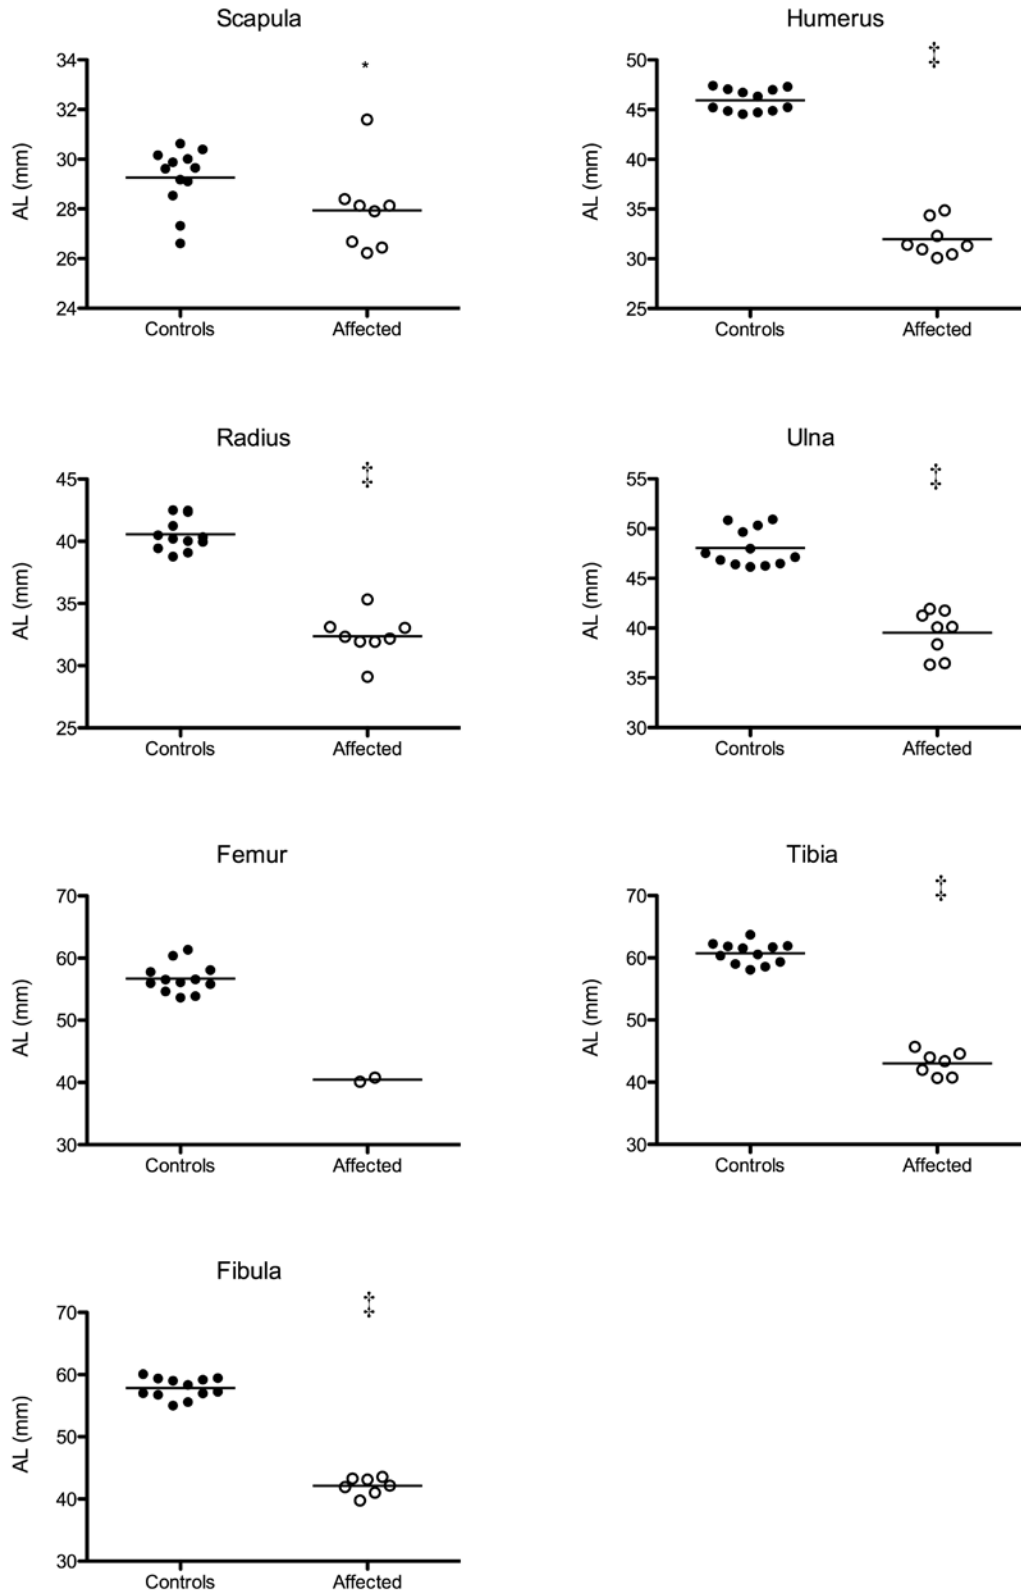 Scapula
34
32
30
28
26
24
AL (mm)
*
Controls
Affected
Humerus
50
45
40
35
30
25
AL (mm)
‡
Controls
Affected
Radius
45
40
35
30
25
AL (mm)
‡
Controls
Affected
Ulna
55
50
45
40
35
30
AL (mm)
‡
Controls
Affected
Femur
70
60
50
40
30
AL (mm)
Controls
Affected
Tibia
70
60
50
40
30
AL (mm)
‡
Controls
Affected
Fibula
70
60
50
40
30
AL (mm)
‡
Controls
Affected